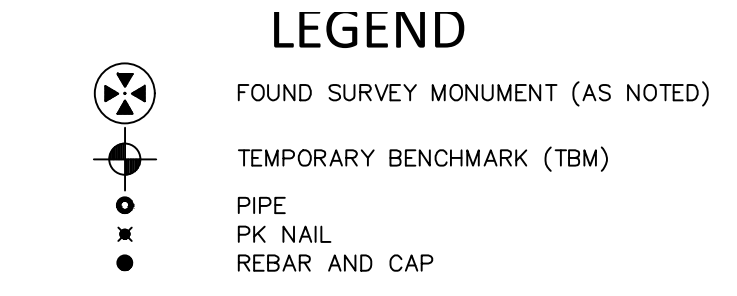 LEGEND
FOUND SURVEY MONUMENT (AS NOTED)
TEMPORARY BENCHMARK (TBM)
PIPE
PK NAIL
REBAR AND CAP